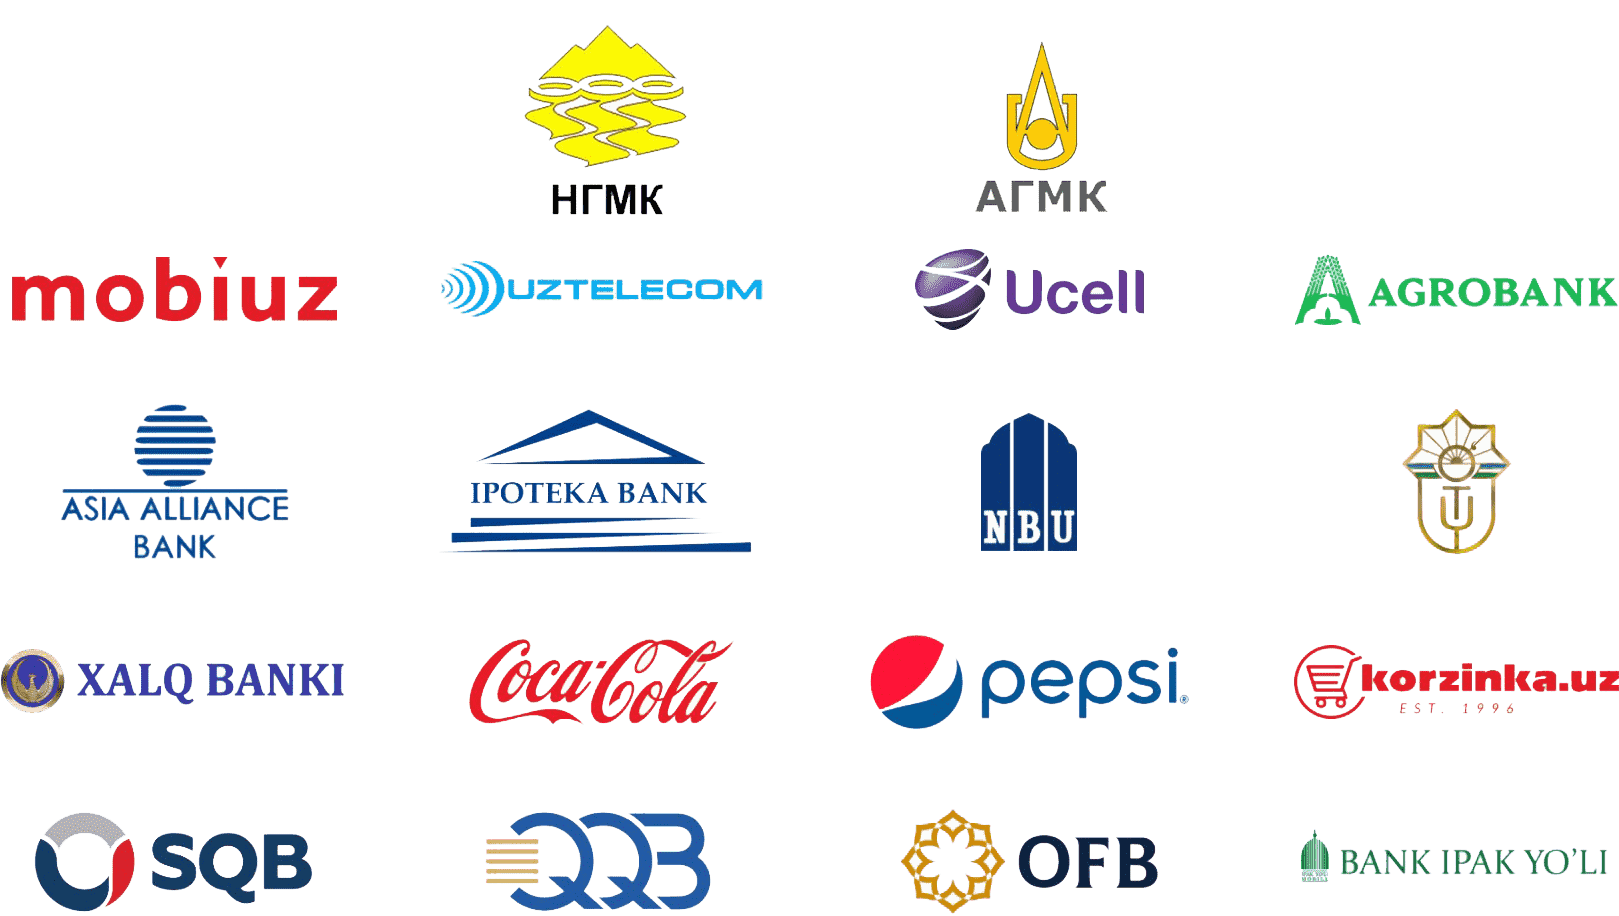 НГМК
АГМК
mobiuz
UZTELECOM
Ucell
AGROBANK
ASIA ALLIANCE
BANK
IPOTEKA BANK
NBU
XALQ BANKI
Coca-Cola
pepsi®
korzinka.uz
EST. 1996
SQB
QQB
OFB
BANK IPAK YO'LI